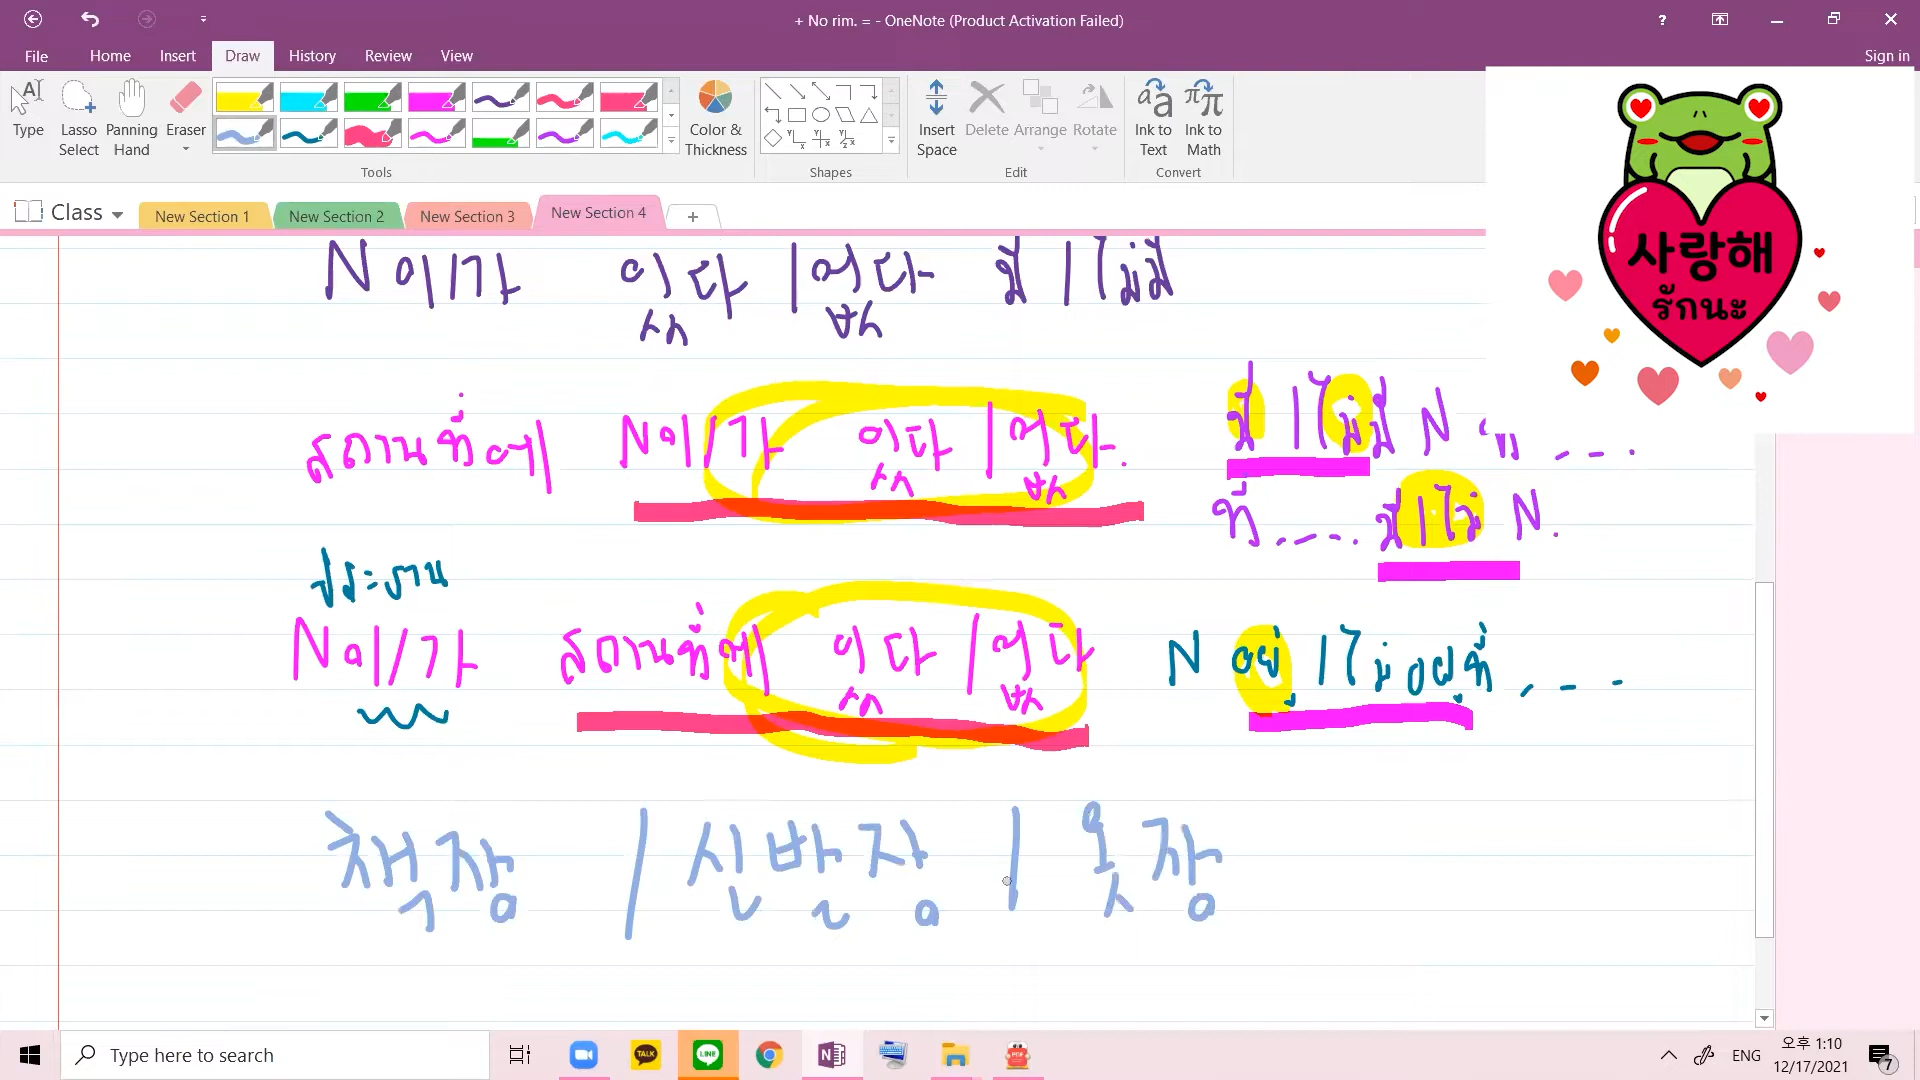 + No rim. = - OneNote (Product Activation Failed)
File Home Insert Draw History Review View Sign in
Type Lasso Select Panning Hand Eraser Color & Thickness Insert Space Delete Arrange Rotate Ink to Text Ink to Math
Tools Shapes Edit Convert
Class New Section 1 New Section 2 New Section 3 New Section 4 +
사랑해
รักนะ
N 이/가 있다 / 없다 มี / ไม่มี
สถานที่에 N이/가 있다 / 없다. มี / ไม่มี N ....
ที่ .... มี/ไม่ N.
ประธาน
N이/가 สถานที่에 있다 / 없다 N อยู่ / ไม่อยู่ที่ ....
책장 / 신발장 / 옷장
Type here to search
TALK LINE PDF ENG 오후 1:10
12/17/2021
7